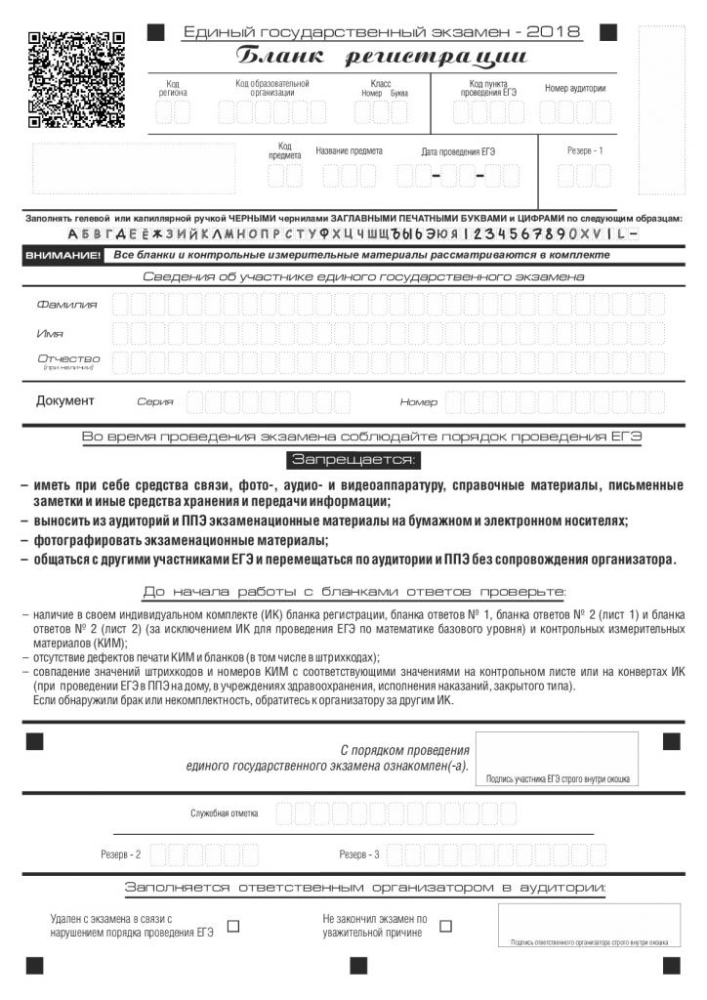 Единый государственный экзамен - 2018
Бланк регистрации
Код региона
Код образовательной организации
Класс
Номер Буква
Код пункта проведения ЕГЭ
Номер аудитории
Код предмета
Название предмета
Дата проведения ЕГЭ
Резерв - 1
Заполнять гелевой или капиллярной ручкой ЧЕРНЫМИ чернилами ЗАГЛАВНЫМИ ПЕЧАТНЫМИ БУКВАМИ и ЦИФРАМИ по следующим образцам:
А Б В Г Д Е Ё Ж З И Й К Л М Н О П Р С Т У Ф Х Ц Ч Ш Щ Ъ Ы Ь Э Ю Я 1 2 3 4 5 6 7 8 9 0 X V I L -
ВНИМАНИЕ! Все бланки и контрольные измерительные материалы рассматриваются в комплекте
Сведения об участнике единого государственного экзамена
Фамилия
Имя
Отчество
(при наличии)
Документ Серия Номер
Во время проведения экзамена соблюдайте порядок проведения ЕГЭ
Запрещается:
– иметь при себе средства связи, фото-, аудио- и видеоаппаратуру, справочные материалы, письменные
заметки и иные средства хранения и передачи информации;
– выносить из аудиторий и ППЭ экзаменационные материалы на бумажном и электронном носителях;
– фотографировать экзаменационные материалы;
– общаться с другими участниками ЕГЭ и перемещаться по аудитории и ППЭ без сопровождения организатора.
До начала работы с бланками ответов проверьте:
– наличие в своем индивидуальном комплекте (ИК) бланка регистрации, бланка ответов № 1, бланка ответов № 2 (лист 1) и бланка
ответов № 2 (лист 2) (за исключением ИК для проведения ЕГЭ по математике базового уровня) и контрольных измерительных
материалов (КИМ);
– отсутствие дефектов печати КИМ и бланков (в том числе в штрихкодах);
– совпадение значений штрихкодов и номеров КИМ с соответствующими значениями на контрольном листе или на конвертах ИК
(при проведении ЕГЭ в ППЭ на дому, в учреждениях здравоохранения, исполнения наказаний, закрытого типа).
Если обнаружили брак или некомплектность, обратитесь к организатору за другим ИК.
С порядком проведения
единого государственного экзамена ознакомлен(-а).
Подпись участника ЕГЭ строго внутри окошка
Служебная отметка
Резерв - 2
Резерв - 3
Заполняется ответственным организатором в аудитории:
Удален с экзамена в связи с
нарушением порядка проведения ЕГЭ
Не закончил экзамен по
уважительной причине
Подпись ответственного организатора строго внутри окошка